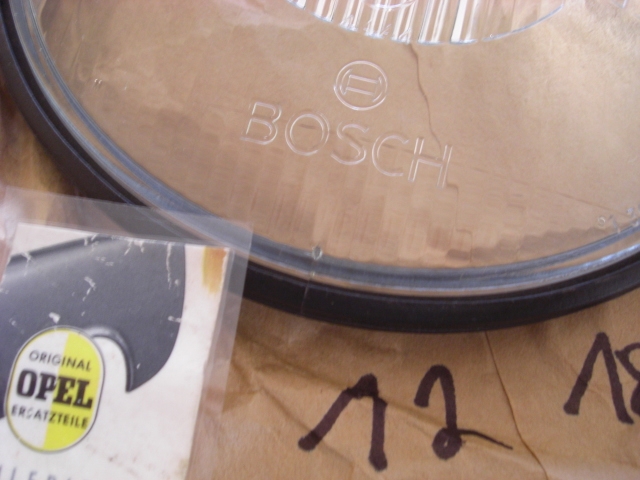 BOSCH
ORIGINAL
OPEL
ERSATZTEILE
12
18